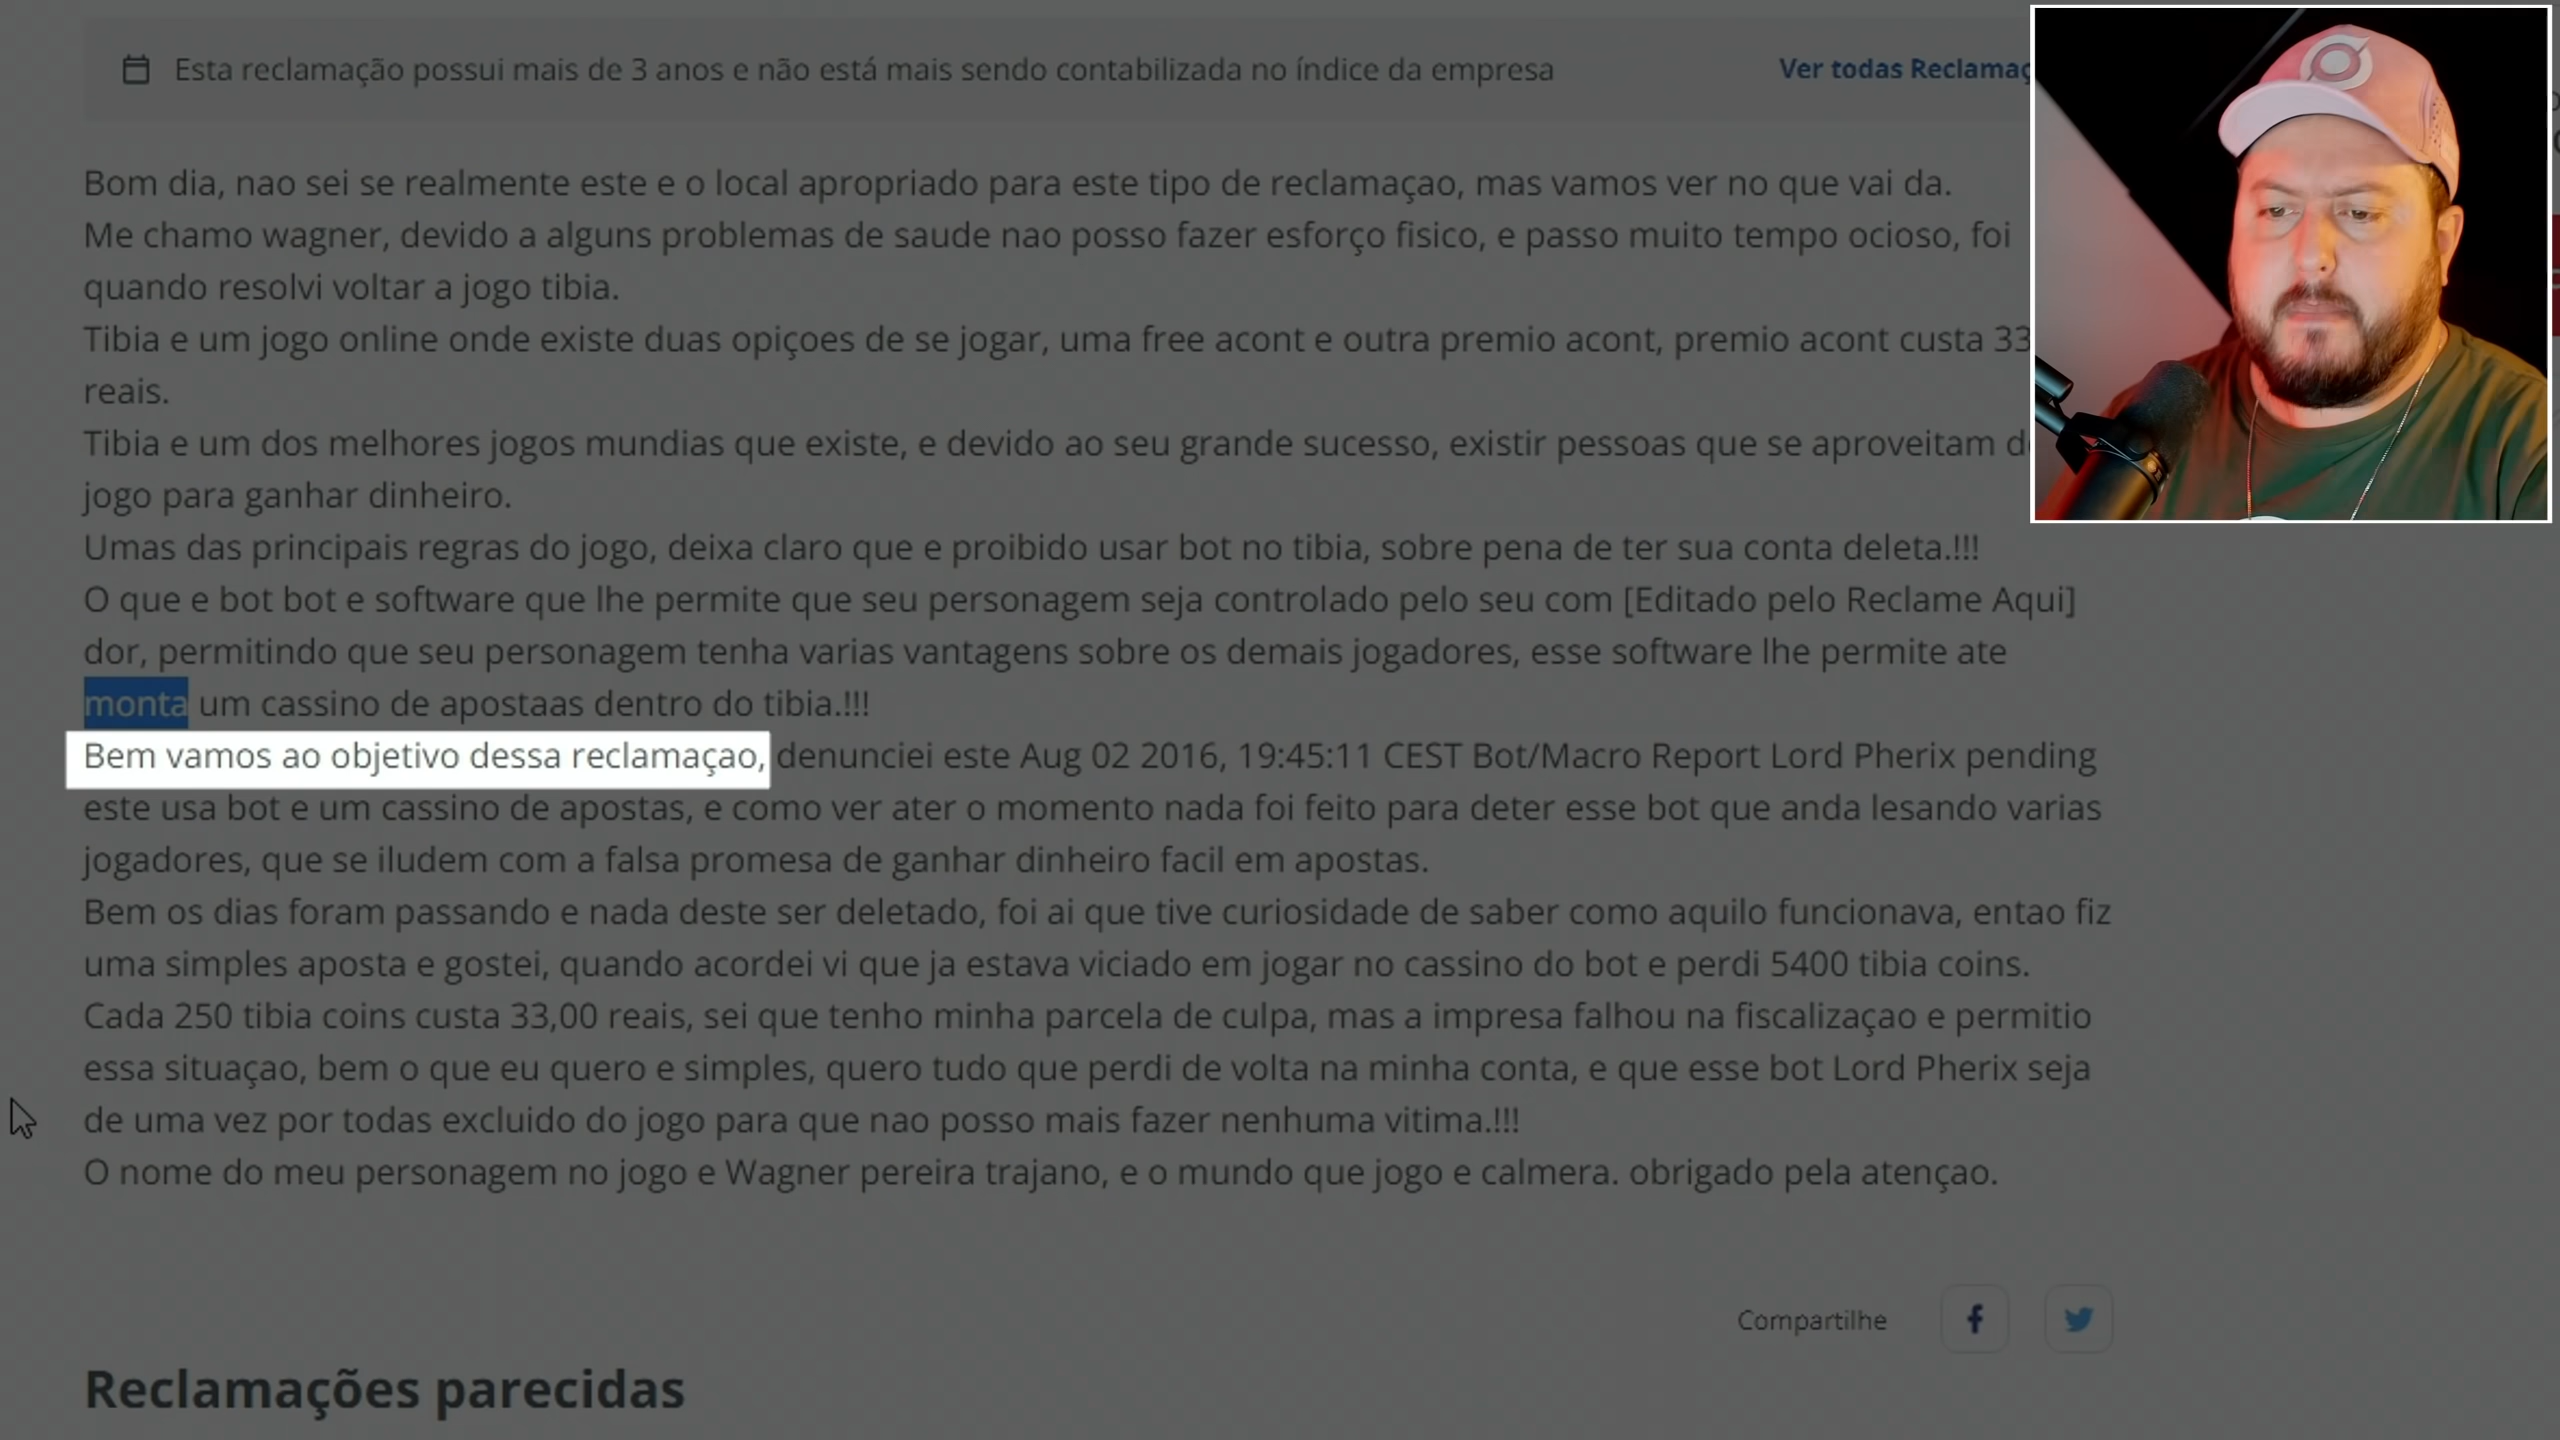 Esta reclamação possui mais de 3 anos e não está mais sendo contabilizada no índice da empresa
Ver todas
Bom dia, nao sei se realmente este e o local apropriado para este tipo de reclamaçao, mas vamos ver no que vai da.
Me chamo wagner, devido a alguns problemas de saude nao posso fazer esforço fisico, e passo muito tempo ocioso, foi
quando resolvi voltar a jogo tibia.
Tibia e um jogo online onde existe duas opiçoes de se jogar, uma free acont e outra premio acont, premio acont custa 33
reais.
Tibia e um dos melhores jogos mundias que existe, e devido ao seu grande sucesso, existir pessoas que se aproveitam
jogo para ganhar dinheiro.
Umas das principais regras do jogo, deixa claro que e proibido usar bot no tibia, sobre pena de ter sua conta deleta.!!!
O que e bot bot e software que lhe permite que seu personagem seja controlado pelo seu com [Editado pelo Reclame Aqui]
dor, permitindo que seu personagem tenha varias vantagens sobre os demais jogadores, esse software lhe permite ate
monta um cassino de apostaas dentro do tibia.!!!
Bem vamos ao objetivo dessa reclamaçao, denunciei este Aug 02 2016, 19:45:11 CEST Bot/Macro Report Lord Pherix pending
este usa bot e um cassino de apostas, e como ver ater o momento nada foi feito para deter esse bot que anda lesando varias
jogadores, que se iludem com a falsa promesa de ganhar dinheiro facil em apostas.
Bem os dias foram passando e nada deste ser deletado, foi ai que tive curiosidade de saber como aquilo funcionava, entao fiz
uma simples aposta e gostei, quando acordei vi que ja estava viciado em jogar no cassino do bot e perdi 5400 tibia coins.
Cada 250 tibia coins custa 33,00 reais, sei que tenho minha parcela de culpa, mas a impresa falhou na fiscalizaçao e permitio
essa situaçao, bem o que eu quero e simples, quero tudo que perdi de volta na minha conta, e que esse bot Lord Pherix seja
de uma vez por todas excluido do jogo para que nao posso mais fazer nenhuma vitima.!!!
O nome do meu personagem no jogo e Wagner pereira trajano, e o mundo que jogo e calmera. obrigado pela atençao.
Compartilhe
Reclamações parecidas